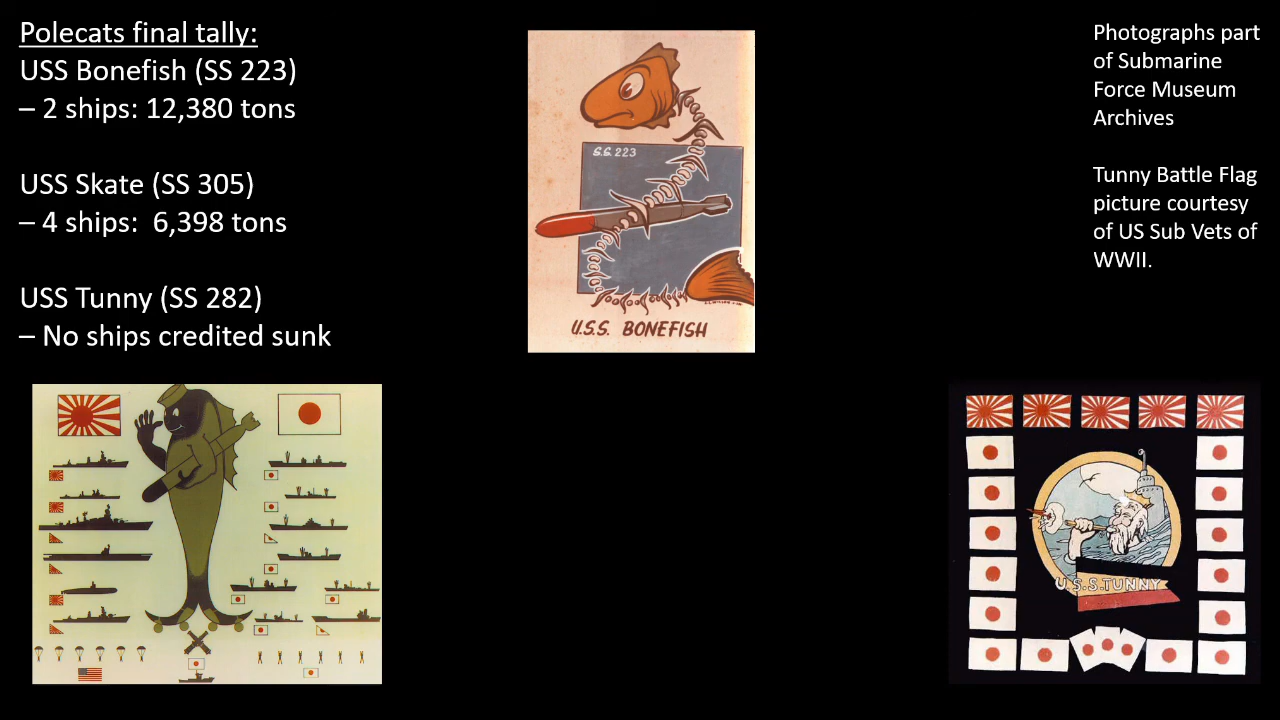 Polecats final tally:
USS Bonefish (SS 223)
– 2 ships: 12,380 tons
USS Skate (SS 305)
– 4 ships:  6,398 tons
USS Tunny (SS 282)
– No ships credited sunk
S.S. 223
U.S.S. BONEFISH
Photographs part
of Submarine
Force Museum
Archives
Tunny Battle Flag
picture courtesy
of US Sub Vets of
WWII.
U.S.S. TUNNY